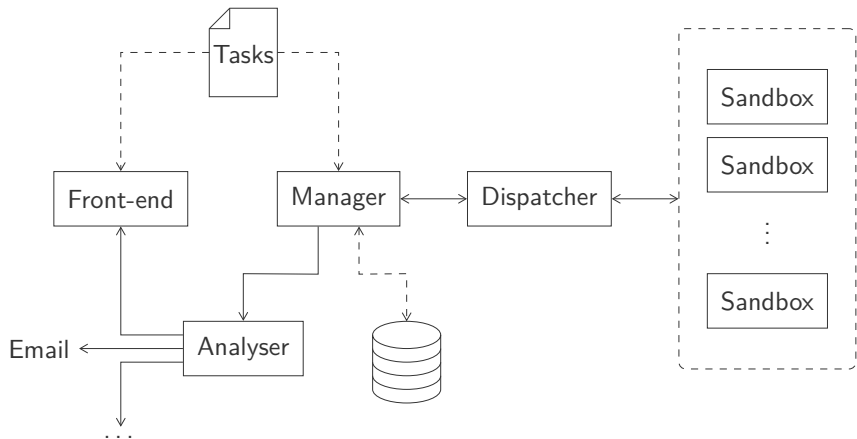 Tasks
Sandbox
Sandbox
Front-end
Manager
Dispatcher
⋮
Sandbox
Email
Analyser
...